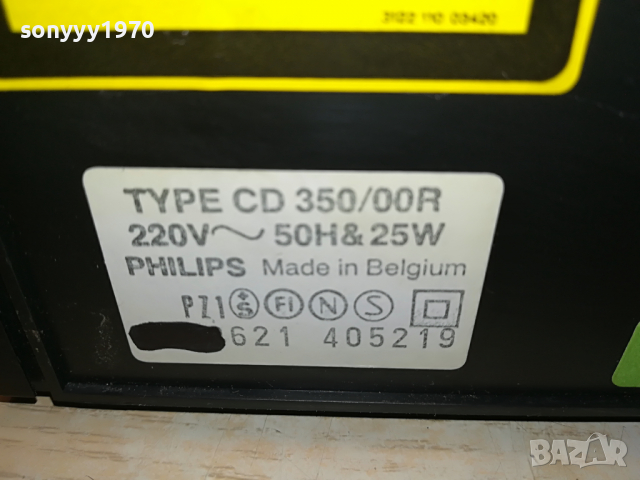 sonyyy1970
3122 110 03420
TYPE CD 350/00R
220V~ 50H& 25W
PHILIPS Made in Belgium
PZ1 S FI N S
621 405219
BAZAR